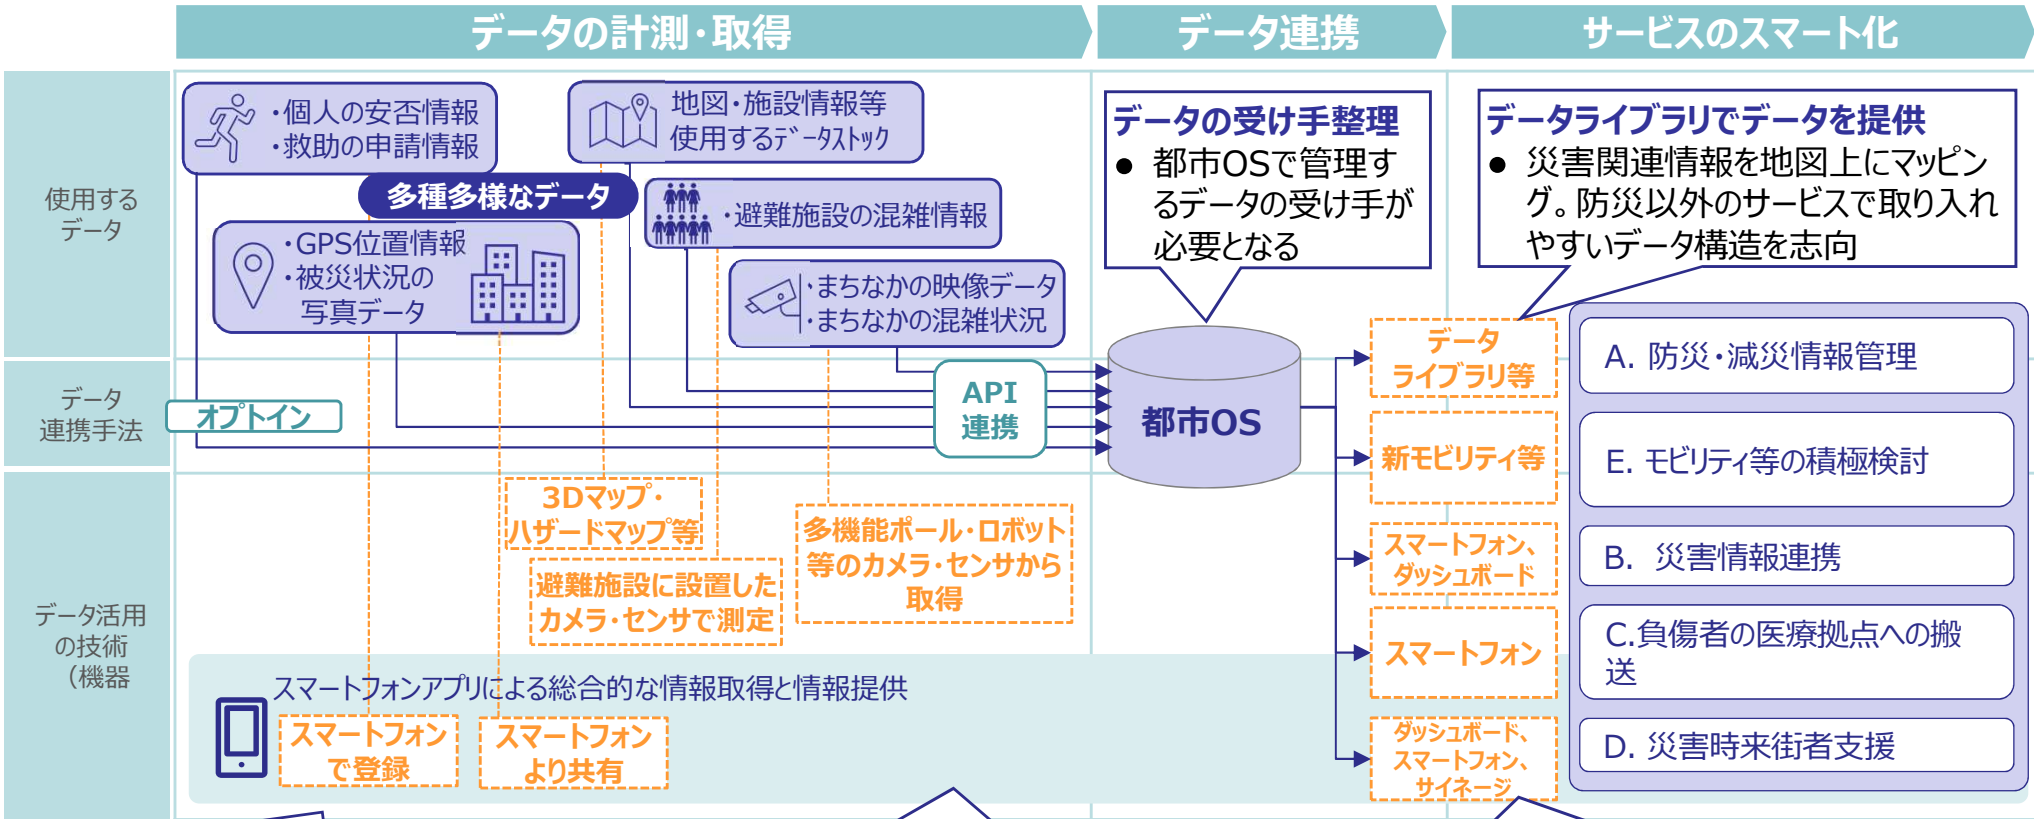 データの計測・取得
データ連携
サービスのスマート化
使用する
データ
・個人の安否情報
・救助の申請情報
地図・施設情報等
使用するデータストック
多種多様なデータ
・避難施設の混雑情報
・GPS位置情報
・被災状況の
写真データ
・まちなかの映像データ
・まちなかの混雑状況
データの受け手整理
● 都市OSで管理す
るデータの受け手が
必要となる
データライブラリでデータを提供
● 災害関連情報を地図上にマッピン
グ。防災以外のサービスで取り入れ
やすいデータ構造を志向
データ
連携手法
オプトイン
API
連携
都市OS
データ
ライブラリ等
新モビリティ等
スマートフォン、
ダッシュボード
スマートフォン
ダッシュボード、
スマートフォン、
サイネージ
A. 防災・減災情報管理
E. モビリティ等の積極検討
B. 災害情報連携
C.負傷者の医療拠点への搬
送
D. 災害時来街者支援
データ活用
の技術
（機器
3Dマップ・
ハザードマップ等
避難施設に設置した
カメラ・センサで測定
多機能ポール・ロボット
等のカメラ・センサから
取得
スマートフォンアプリによる総合的な情報取得と情報提供
スマートフォン
で登録
スマートフォン
より共有